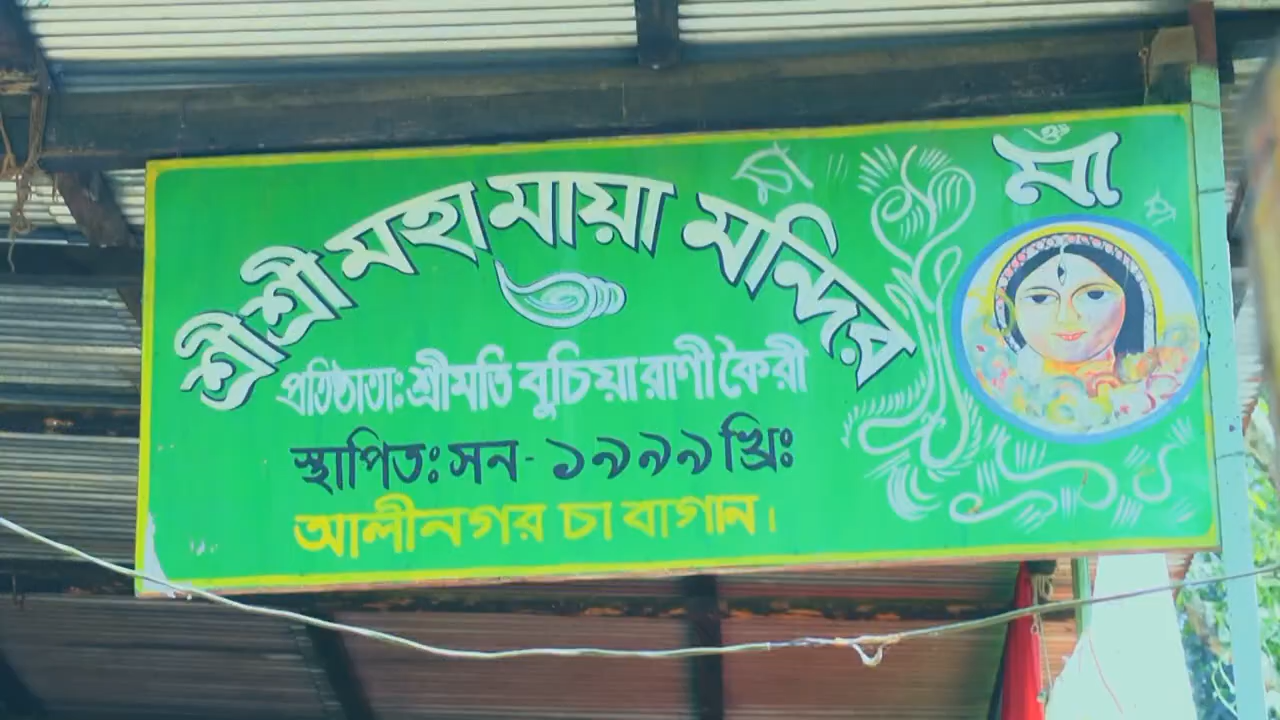 শ্রী শ্রী মহামায়া মন্দির
মাঁ
প্রতিষ্ঠাতাঃ শ্রীমতি বুচিয়া রাণী কৈরী
স্থাপিতঃ সন - ১৯৯৯ খ্রিঃ
আলীনগর চা বাগান।